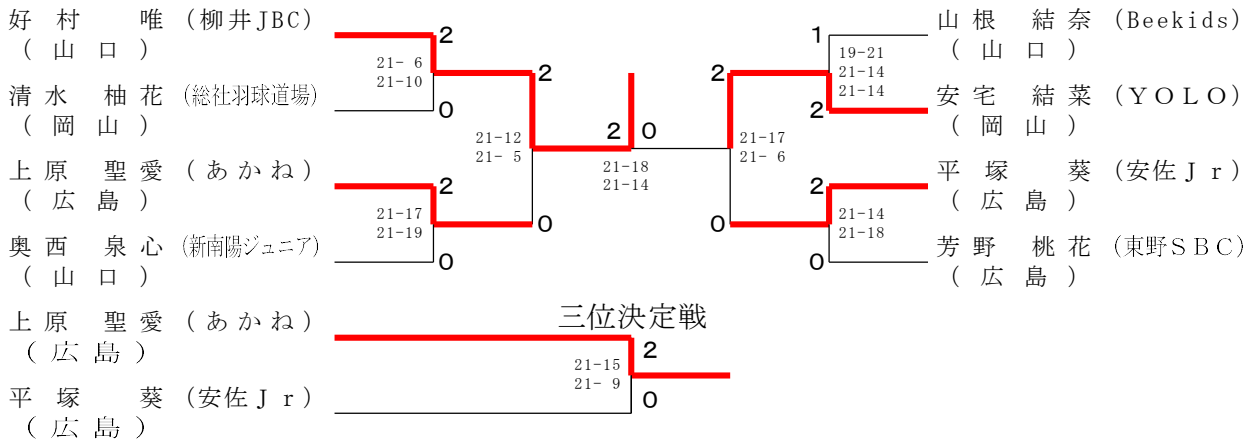 好村 唯 (柳井JBC)
(山口)
2
21- 6
21-10
清水 柚花 (総社羽球道場)
(岡山)
0
2
21-12
21- 5
上原 聖愛 (あかね)
(広島)
2
21-17
21-19
0
奥西 泉心 (新南陽ジュニア)
(山口)
0
2 0
21-18
21-14
山根 結奈 (Beekids)
(山口)
1
19-21
21-14
21-14
安宅 結菜 (YOLO)
(岡山)
2
2
21-17
21- 6
平塚 葵 (安佐Jr)
(広島)
2
21-14
21-18
0
芳野 桃花 (東野SBC)
(広島)
0
三位決定戦
上原 聖愛 (あかね)
(広島)
2
21-15
21- 9
平塚 葵 (安佐Jr)
(広島)
0